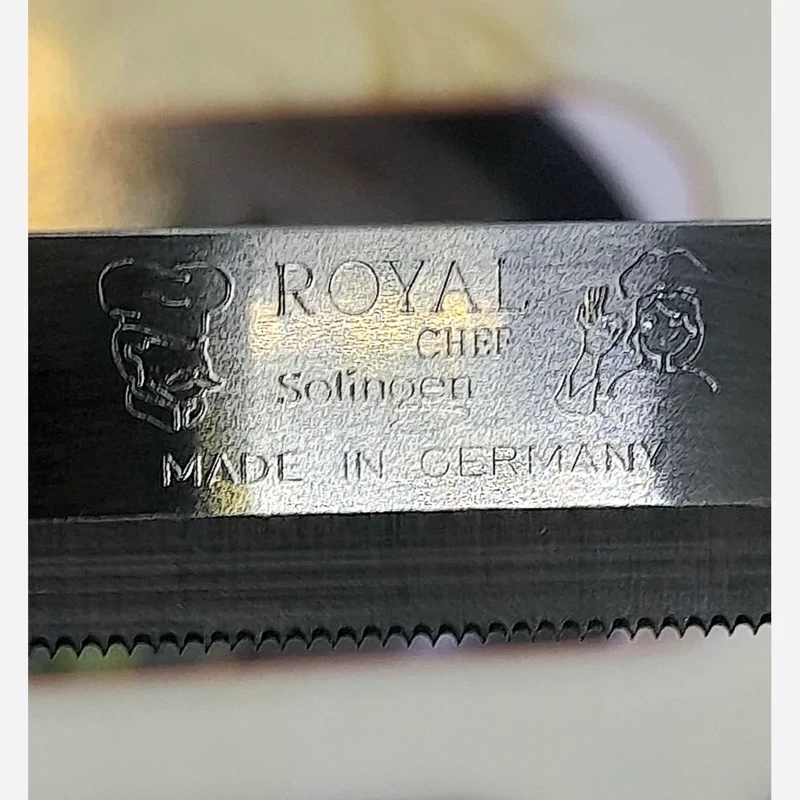 ROYAL
CHEF
Solingen
MADE IN GERMANY